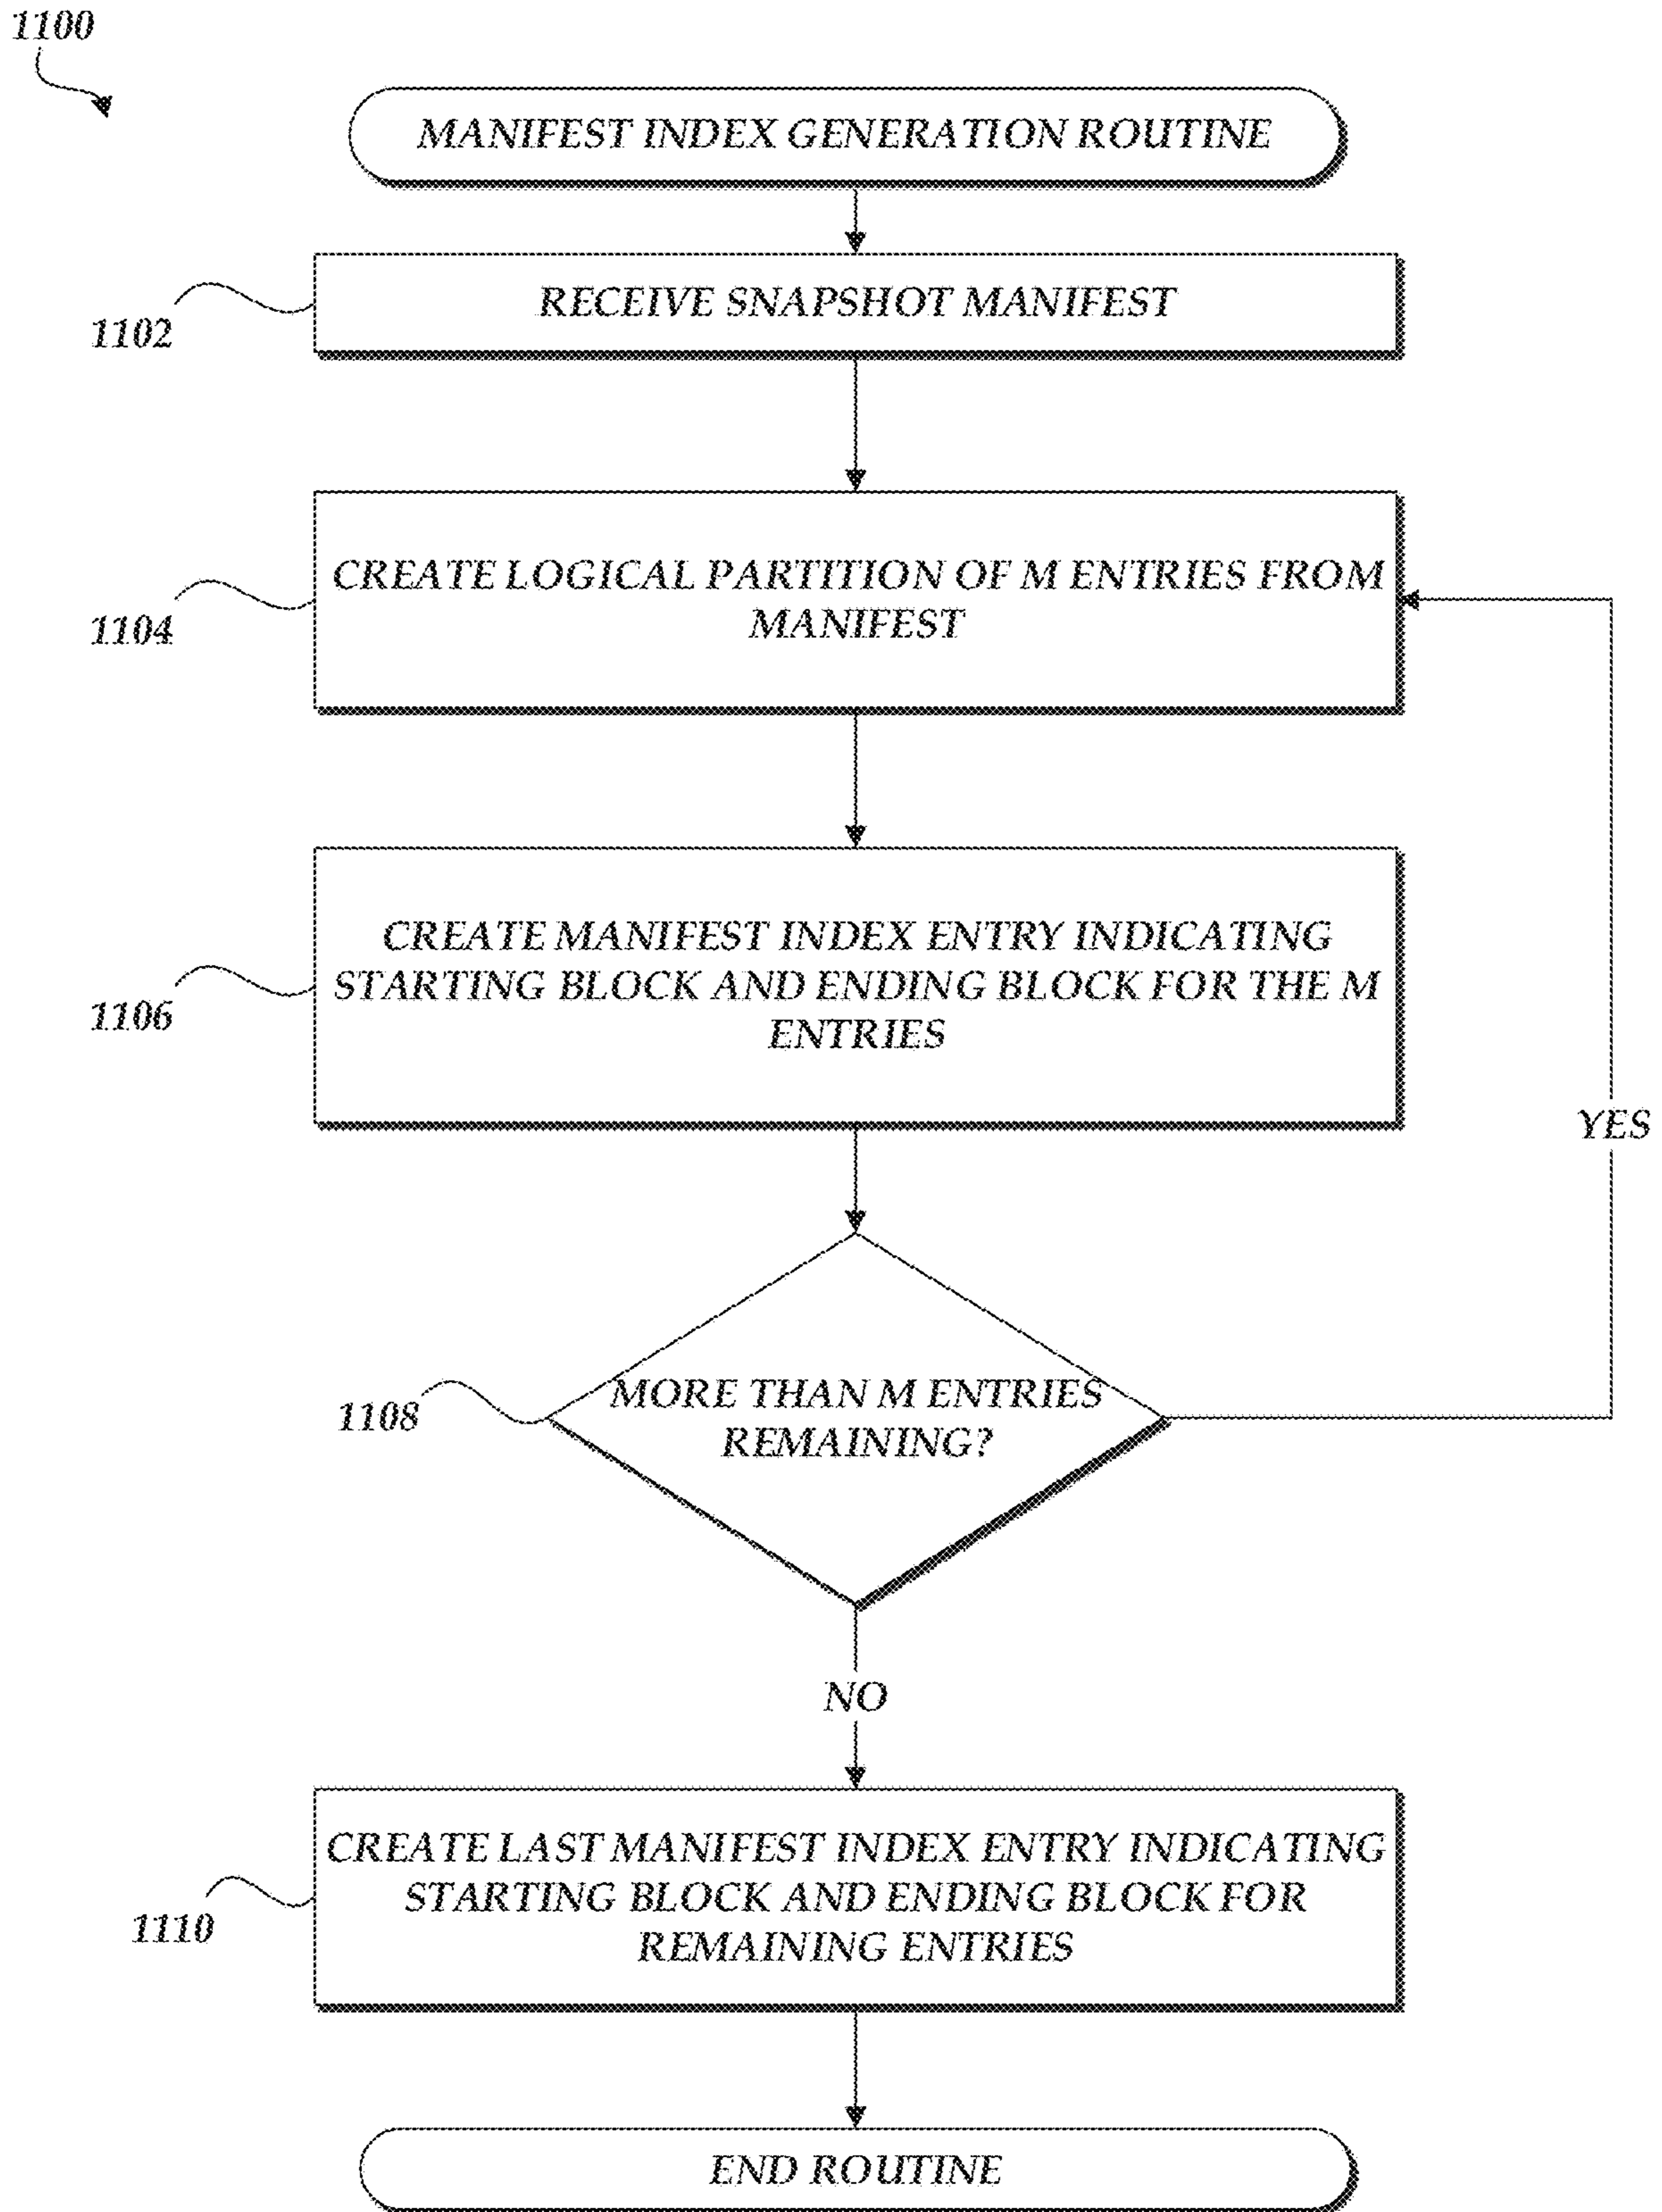 1100
MANIFEST INDEX GENERATION ROUTINE
RECEIVE SNAPSHOT MANIFEST
1102
CREATE LOGICAL PARTITION OF M ENTRIES FROM
MANIFEST
1104
CREATE MANIFEST INDEX ENTRY INDICATING
STARTING BLOCK AND ENDING BLOCK FOR THE M
ENTRIES
1106
YES
MORE THAN M ENTRIES
REMAINING?
1108
NO
CREATE LAST MANIFEST INDEX ENTRY INDICATING
STARTING BLOCK AND ENDING BLOCK FOR
REMAINING ENTRIES
1110
END ROUTINE